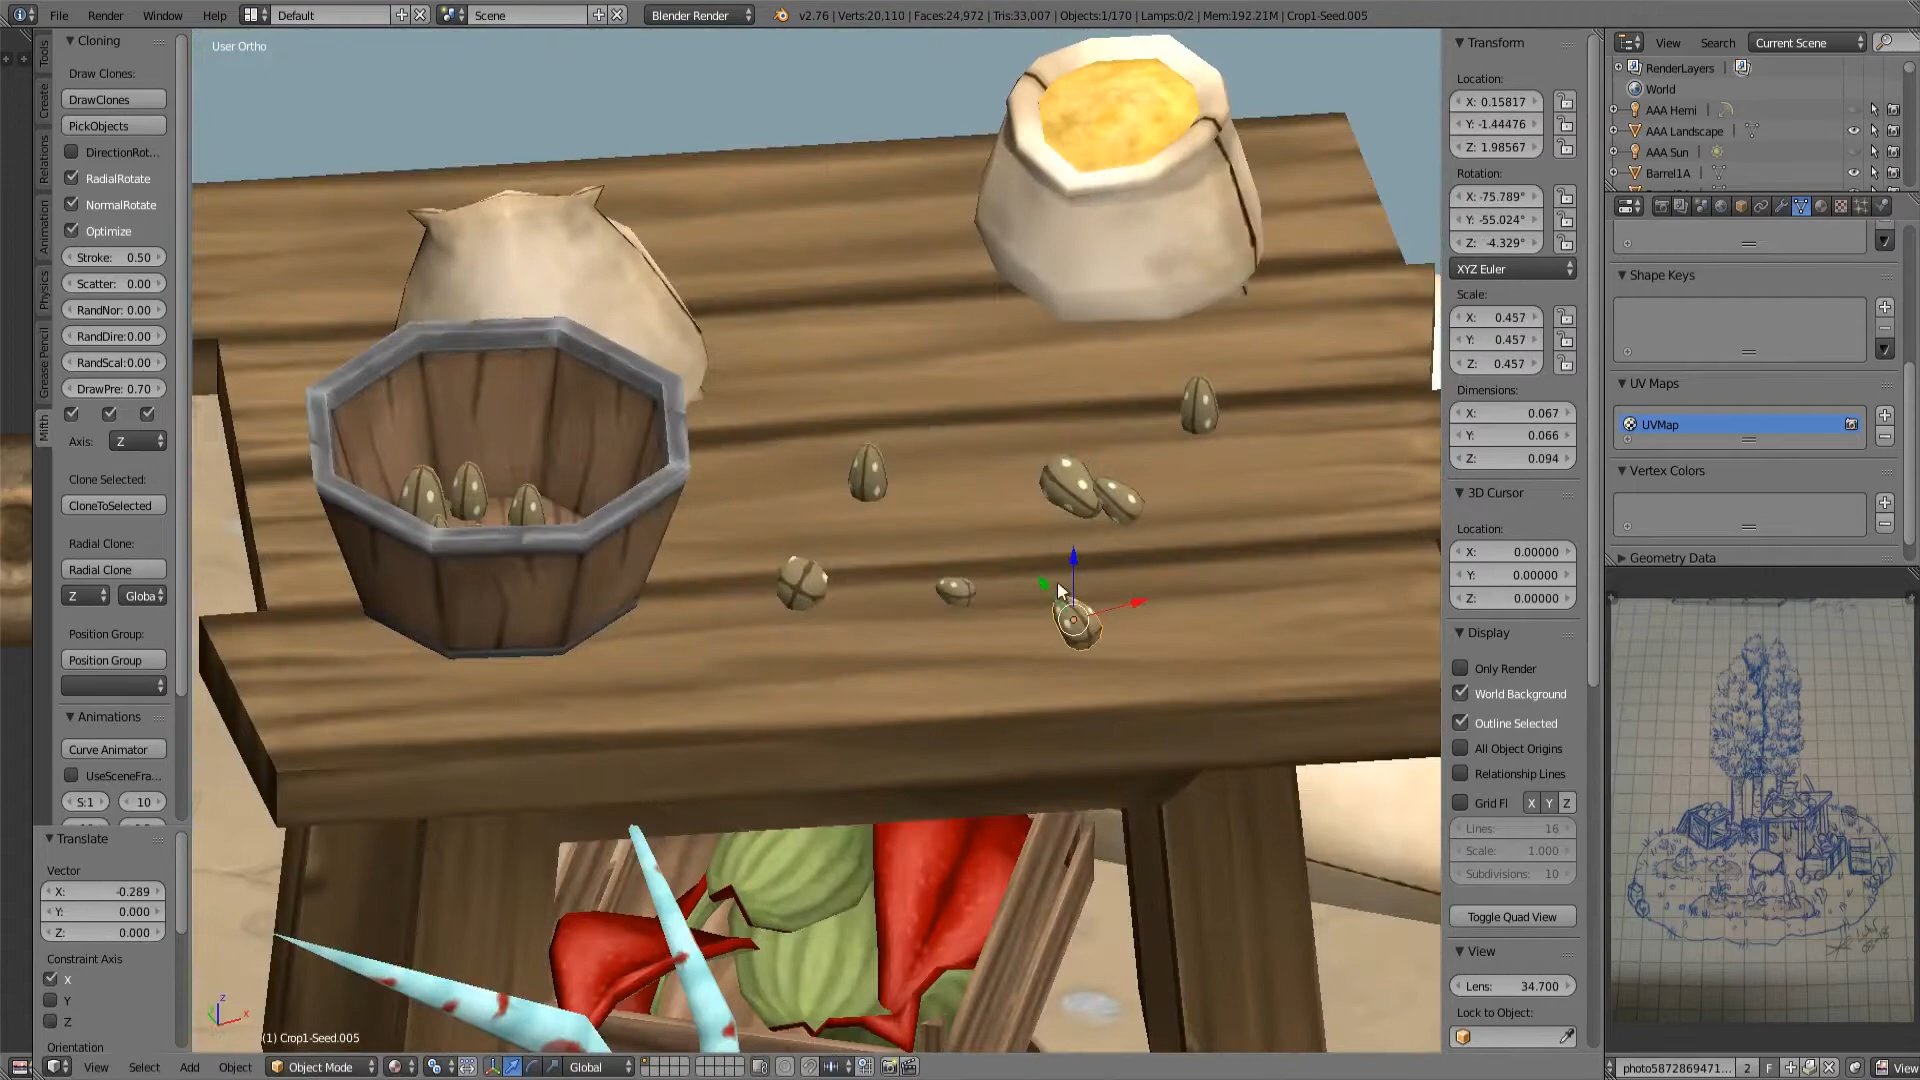 File Render Window Help Default Scene Blender Render v2.76 | Verts:20,110 | Faces:24,972 | Tris:33,007 | Objects:1/170 | Lamps:0/2 | Mem:192.21M | Crop1-Seed.005
Tools
Create
Relations
Animation
Physics
Grease Pencil
Mifth
Cloning
Draw Clones:
DrawClones
PickObjects
DirectionRot...
RadialRotate
NormalRotate
Optimize
Stroke: 0.50
Scatter: 0.00
RandNor: 0.00
RandDire: 0.00
RandScal: 0.00
DrawPre: 0.70
Axis: Z
Clone Selected:
CloneToSelected
Radial Clone:
Radial Clone
Z Globa
Position Group:
Position Group
Animations
Curve Animator
UseSceneFra...
S:1 10
Translate
Vector
X: -0.289
Y: 0.000
Z: 0.000
Constraint Axis
X
Y
Z
Orientation
User Ortho
(1) Crop1-Seed.005
View Select Add Object Object Mode Global
Transform
Location:
X: 0.15817
Y: -1.44476
Z: 1.98567
Rotation:
X: -75.789°
Y: -55.024°
Z: -4.329°
XYZ Euler
Scale:
X: 0.457
Y: 0.457
Z: 0.457
Dimensions:
X: 0.067
Y: 0.066
Z: 0.094
3D Cursor
Location:
X: 0.00000
Y: 0.00000
Z: 0.00000
Display
Only Render
World Background
Outline Selected
All Object Origins
Relationship Lines
Grid Fl X Y Z
Lines: 16
Scale: 1.000
Subdivisions: 10
Toggle Quad View
View
Lens: 34.700
Lock to Object:
View Search Current Scene
RenderLayers
World
AAA Hemi
AAA Landscape
AAA Sun
Barrel1A
Shape Keys
UV Maps
UVMap
Vertex Colors
Geometry Data
photo5872869471... 2 F View